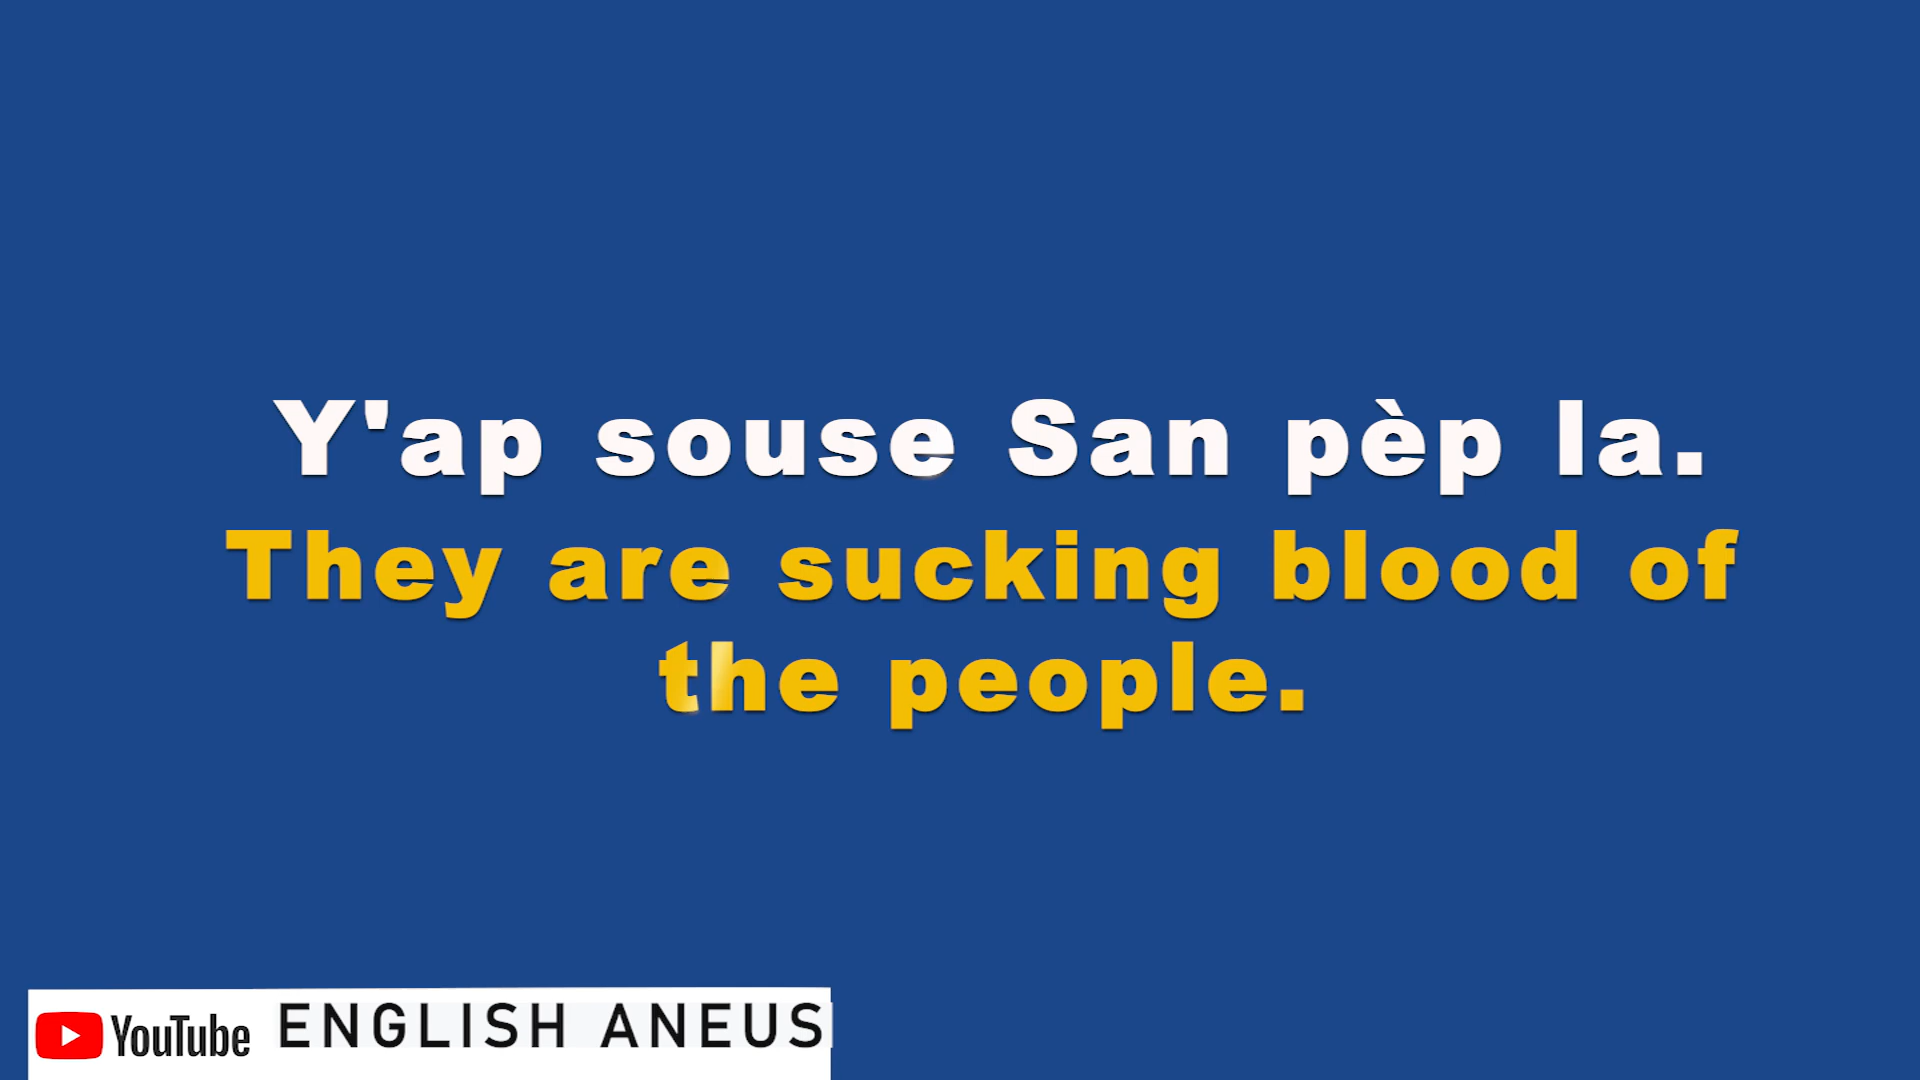 Y'ap souse San pèp la.
They are sucking blood of
the people.
YouTube ENGLISH ANEUS